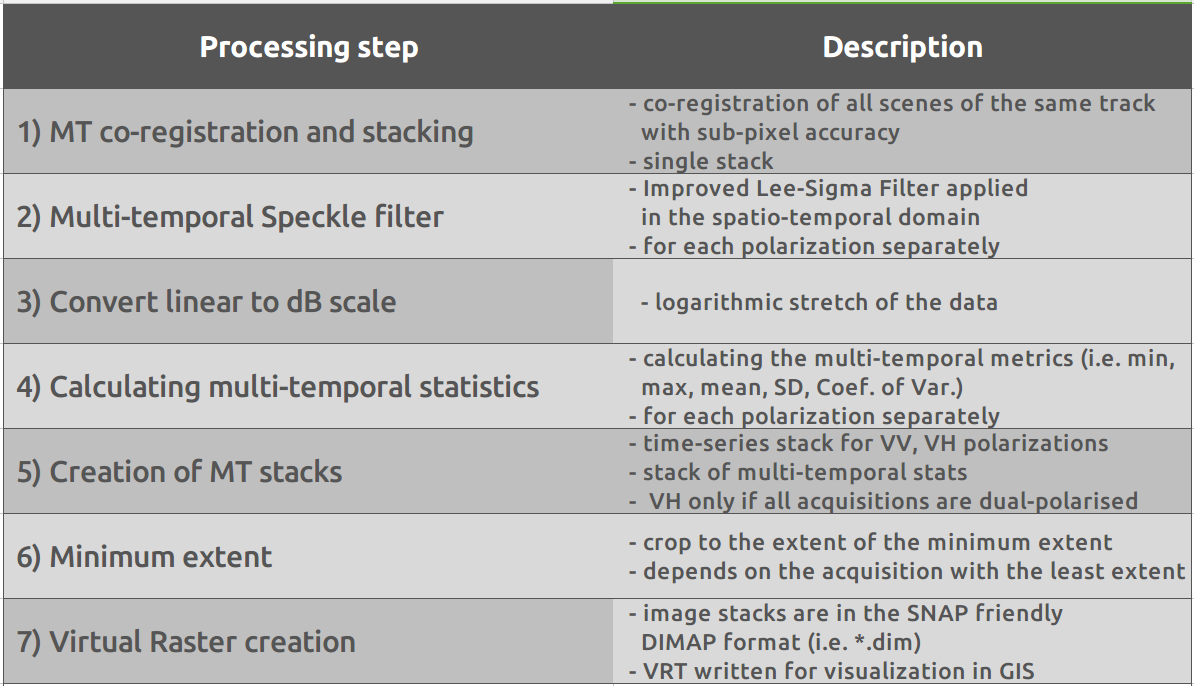 Processing step
Description
1) MT co-registration and stacking
- co-registration of all scenes of the same track
with sub-pixel accuracy
- single stack
2) Multi-temporal Speckle filter
- Improved Lee-Sigma Filter applied
in the spatio-temporal domain
- for each polarization separately
3) Convert linear to dB scale
- logarithmic stretch of the data
4) Calculating multi-temporal statistics
- calculating the multi-temporal metrics (i.e. min,
max, mean, SD, Coef. of Var.)
- for each polarization separately
5) Creation of MT stacks
- time-series stack for VV, VH polarizations
- stack of multi-temporal stats
- VH only if all acquisitions are dual-polarised
6) Minimum extent
- crop to the extent of the minimum extent
- depends on the acquisition with the least extent
7) Virtual Raster creation
- image stacks are in the SNAP friendly
DIMAP format (i.e. *.dim)
- VRT written for visualization in GIS